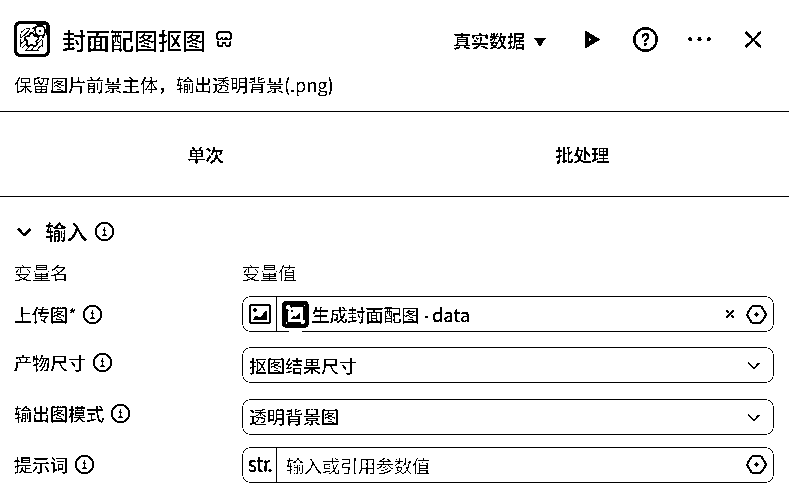 封面配图抠图 真实数据
保留图片前景主体，输出透明背景(.png)
单次 批处理
输入
变量名 变量值
上传图* 生成封面配图 - data
产物尺寸 抠图结果尺寸
输出图模式 透明背景图
提示词 str. 输入或引用参数值